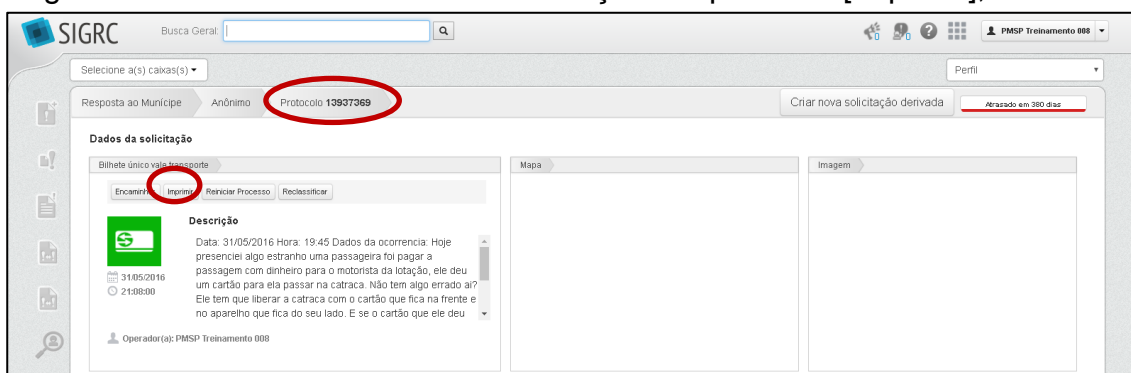 SIGRC
Busca Geral:
PMSP Treinamento 008
Selecione a(s) caixas(s)
Perfil
Resposta ao Munícipe
Anônimo
Protocolo 13937369
Criar nova solicitação derivada
Atrasado em 380 dias
Dados da solicitação
Bilhete único vale transporte
Mapa
Imagem
Imprimir
Reiniciar Processo
Reclassificar
Descrição
Data: 31/05/2016 Hora: 19:45 Dados da ocorrencia: Hoje
presenciei algo estranho uma passageira foi pagar a
passagem com dinheiro para o motorista da lotação, ele deu
um cartão para ela passar na catraca. Não tem algo errado ai?
Ele tem que liberar a catraca com o cartão que fica na frente e
no aparelho que fica do seu lado. E se o cartão que ele deu
31/05/2016
21:08:00
Operador(a): PMSP Treinamento 008